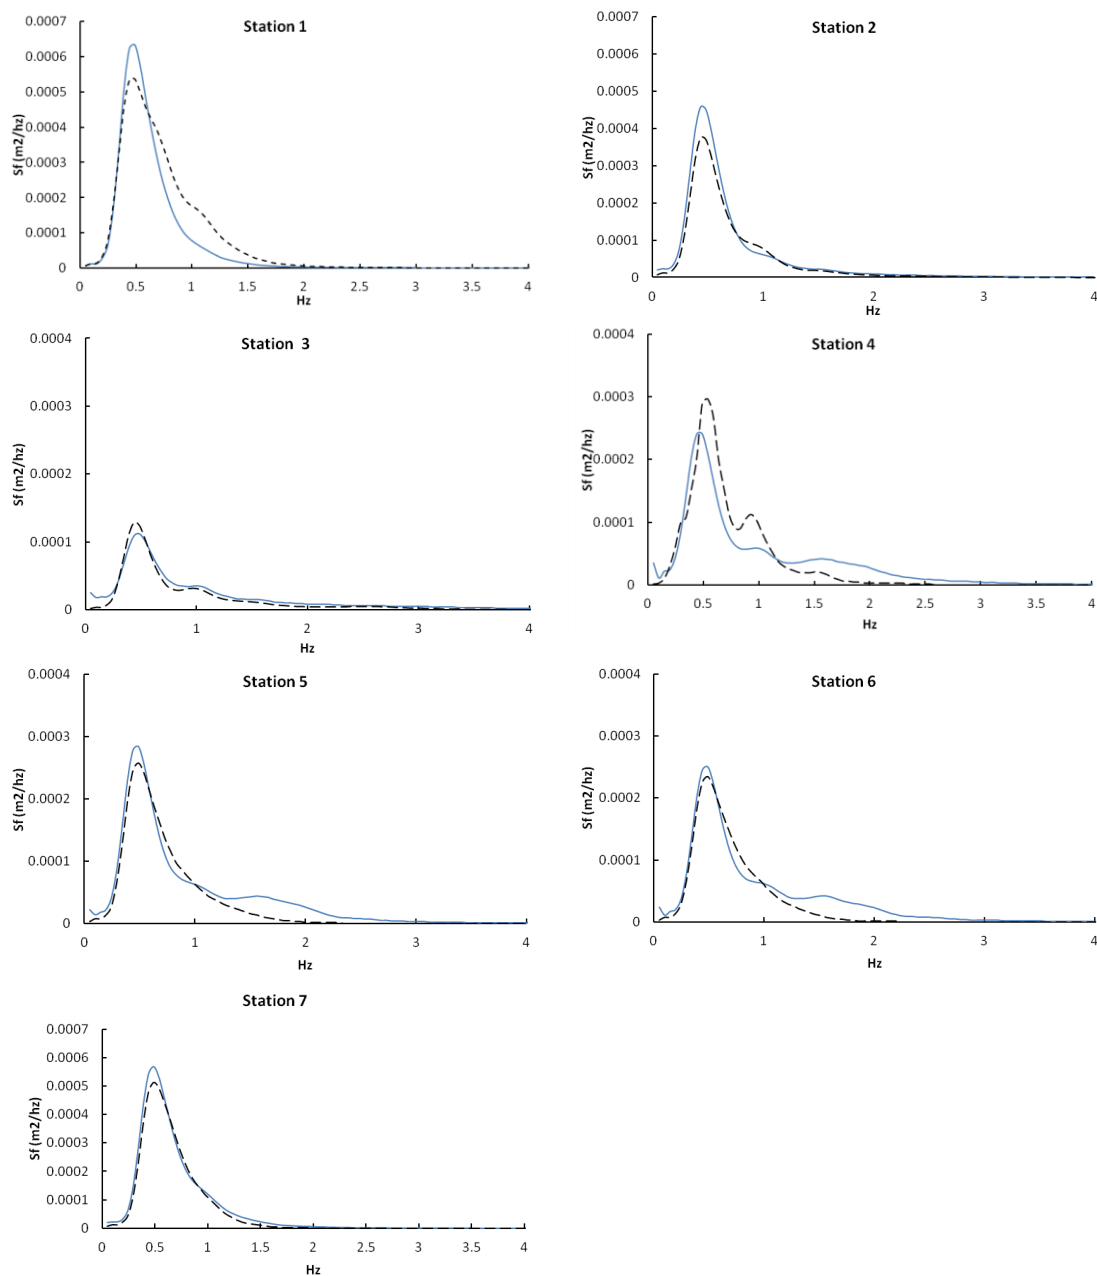 Station 1
Sf (m2/hz)
0.0007
0.0006
0.0005
0.0004
0.0003
0.0002
0.0001
0
0 0.5 1 1.5 2 2.5 3 3.5 4
Hz
Station 2
Sf (m2/hz)
0.0007
0.0006
0.0005
0.0004
0.0003
0.0002
0.0001
0
0 1 2 3 4
Hz
Station 3
Sf (m2/hz)
0.0004
0.0003
0.0002
0.0001
0
0 1 2 3 4
Hz
Station 4
Sf (m2/hz)
0.0004
0.0003
0.0002
0.0001
0
0 0.5 1 1.5 2 2.5 3 3.5 4
Hz
Station 5
Sf (m2/hz)
0.0004
0.0003
0.0002
0.0001
0
0 1 2 3 4
Hz
Station 6
Sf (m2/hz)
0.0004
0.0003
0.0002
0.0001
0
0 1 2 3 4
Hz
Station 7
Sf (m2/hz)
0.0007
0.0006
0.0005
0.0004
0.0003
0.0002
0.0001
0
0 0.5 1 1.5 2 2.5 3 3.5 4
Hz